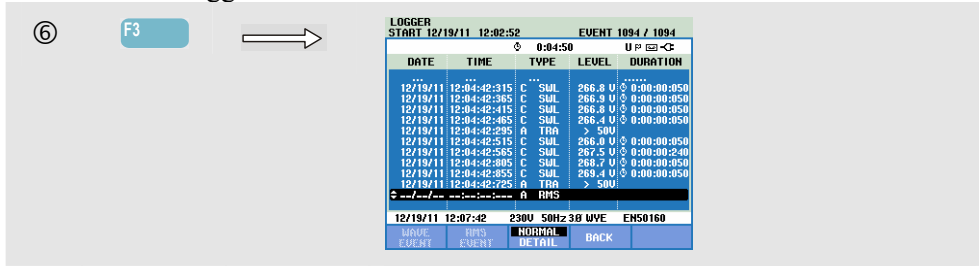 ⑥ F3
LOGGER
START 12/19/11 12:02:52 EVENT 1094 / 1094
0:04:50 U
DATE TIME TYPE LEVEL DURATION
... ... ... ......
12/19/11 12:04:42:315 C SWL 266.8 V 0:00:00:050
12/19/11 12:04:42:365 C SWL 266.9 V 0:00:00:050
12/19/11 12:04:42:415 C SWL 266.8 V 0:00:00:050
12/19/11 12:04:42:465 C SWL 266.4 V 0:00:00:050
12/19/11 12:04:42:295 A TRA > 50V
12/19/11 12:04:42:515 C SWL 266.0 V 0:00:00:050
12/19/11 12:04:42:565 C SWL 267.5 V 0:00:00:240
12/19/11 12:04:42:805 C SWL 268.7 V 0:00:00:050
12/19/11 12:04:42:855 C SWL 269.4 V 0:00:00:050
12/19/11 12:04:42:725 A TRA > 50V
--/--/-- --:--:--:--- A RMS
12/19/11 12:07:42 230V 50Hz 3Ø WYE EN50160
WAVE EVENT RMS EVENT NORMAL DETAIL BACK